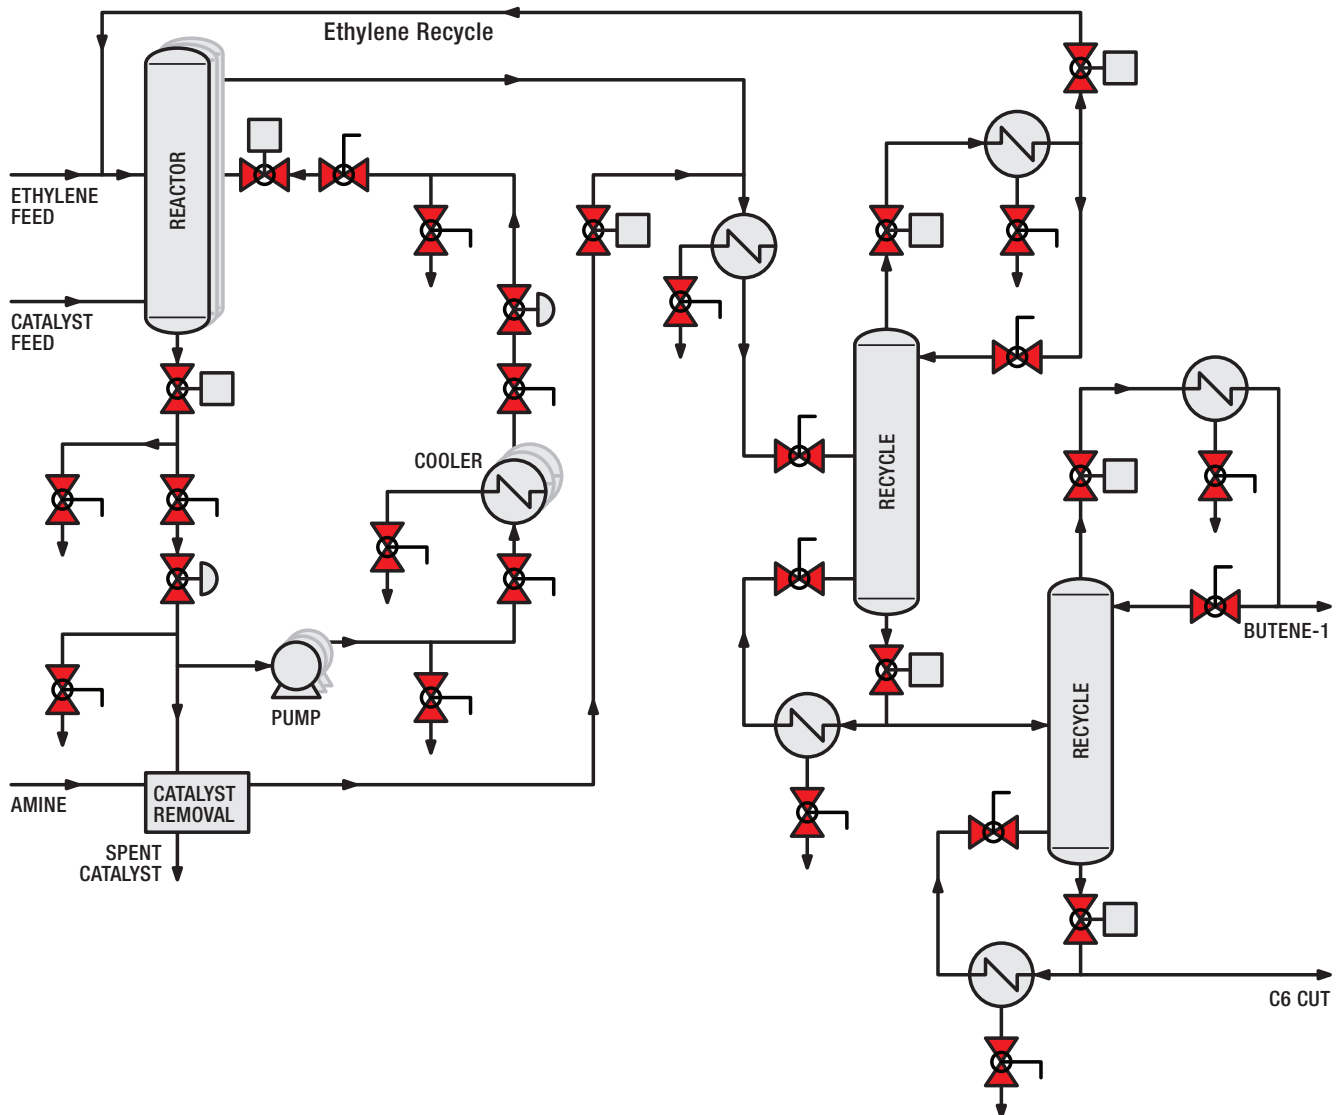 Ethylene Recycle
REACTOR
ETHYLENE
FEED
CATALYST
FEED
COOLER
RECYCLE
BUTENE-1
RECYCLE
PUMP
AMINE
CATALYST
REMOVAL
SPENT
CATALYST
C6 CUT